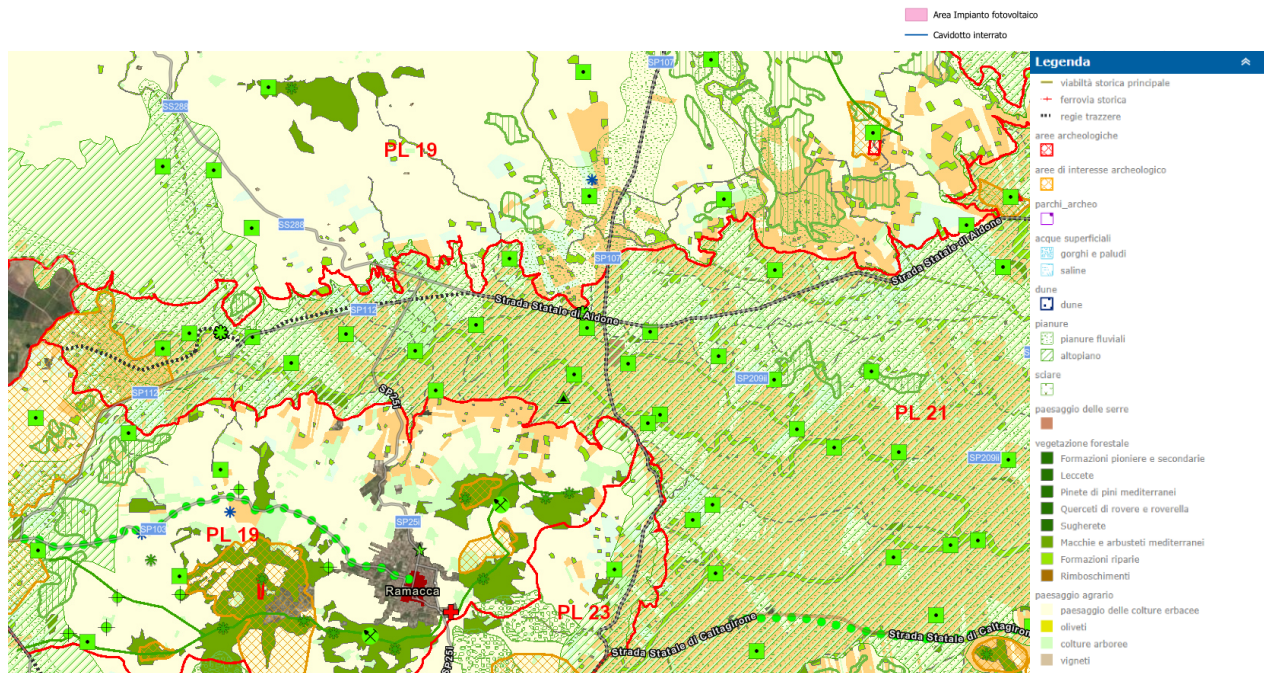 Area Impianto fotovoltaico
Cavidotto interrato
SP107
SS288
PL 19
SS288
SP107
Strada Statale di Aidone
Strada Statale di Aidone
SP112
SP112
SP25i
SP209ii
PL 21
SP209ii
SP103
PL 19
SP25i
Ramacca
PL 23
SP25i
Strada Statale di Caltagirone
Strada Statale di Caltagirone
Legenda
viabiltà storica principale
ferrovia storica
regie trazzere
aree archeologiche
aree di interesse archeologico
parchi_archeo
acque superficiali
gorghi e paludi
saline
dune
dune
pianure
pianure fluviali
altopiano
sciare
paesaggio delle serre
vegetazione forestale
Formazioni pioniere e secondarie
Leccete
Pinete di pini mediterranei
Querceti di rovere e roverella
Sugherete
Macchie e arbusteti mediterranei
Formazioni riparie
Rimboschimenti
paesaggio agrario
paesaggio delle colture erbacee
oliveti
colture arboree
vigneti